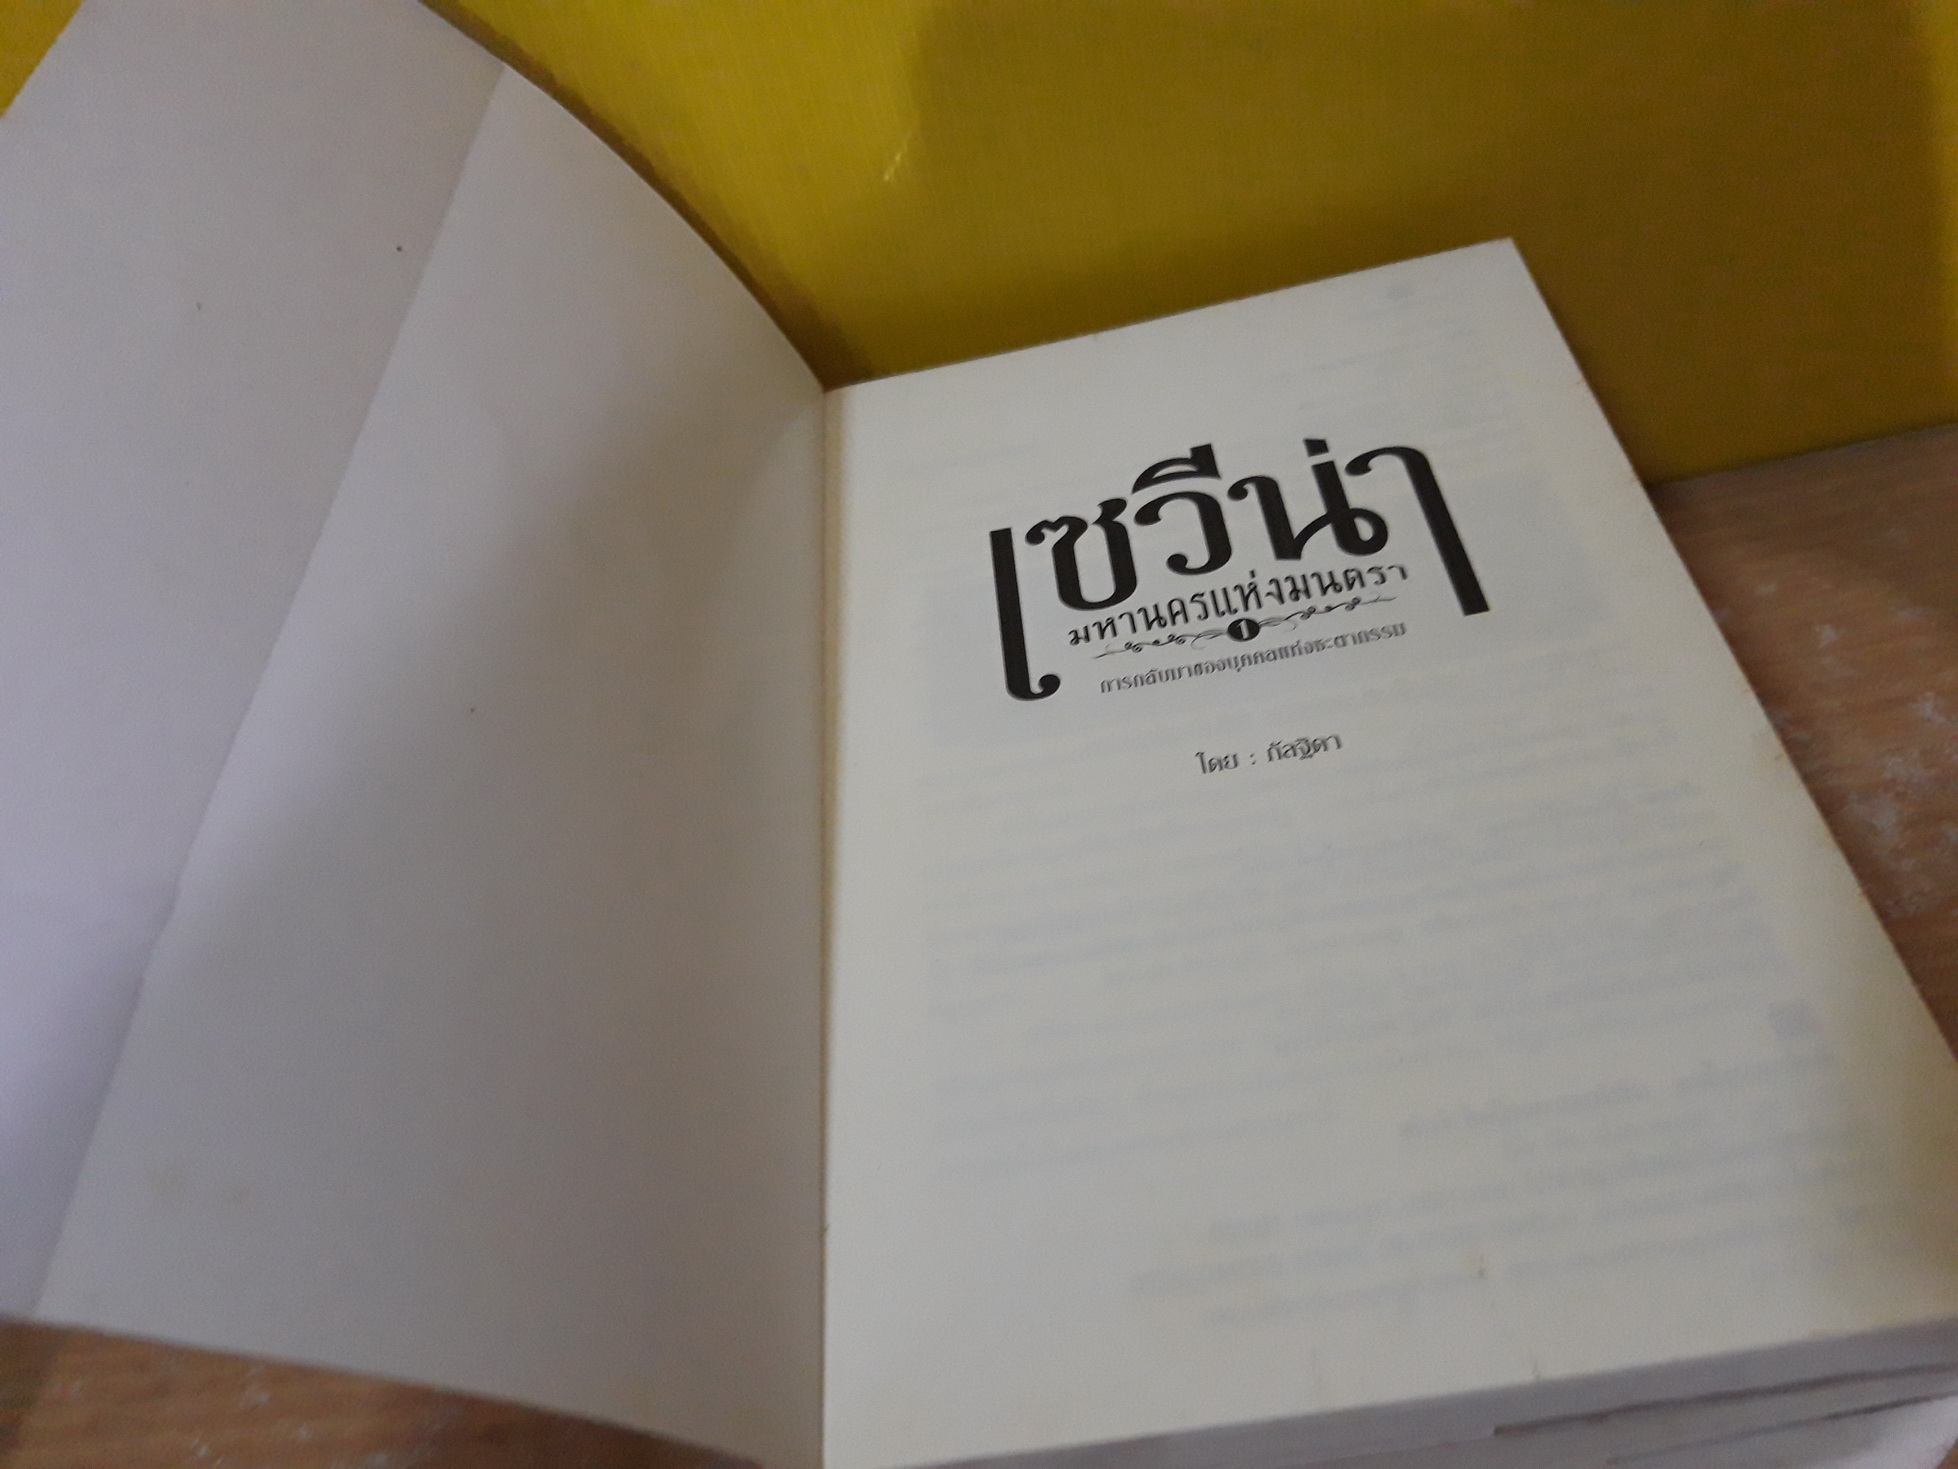 เซวีน่า
มหานครแห่งมนตรา
1
การกลับมาของบุคคลแห่งชะตากรรม
โดย : กัลฐิดา